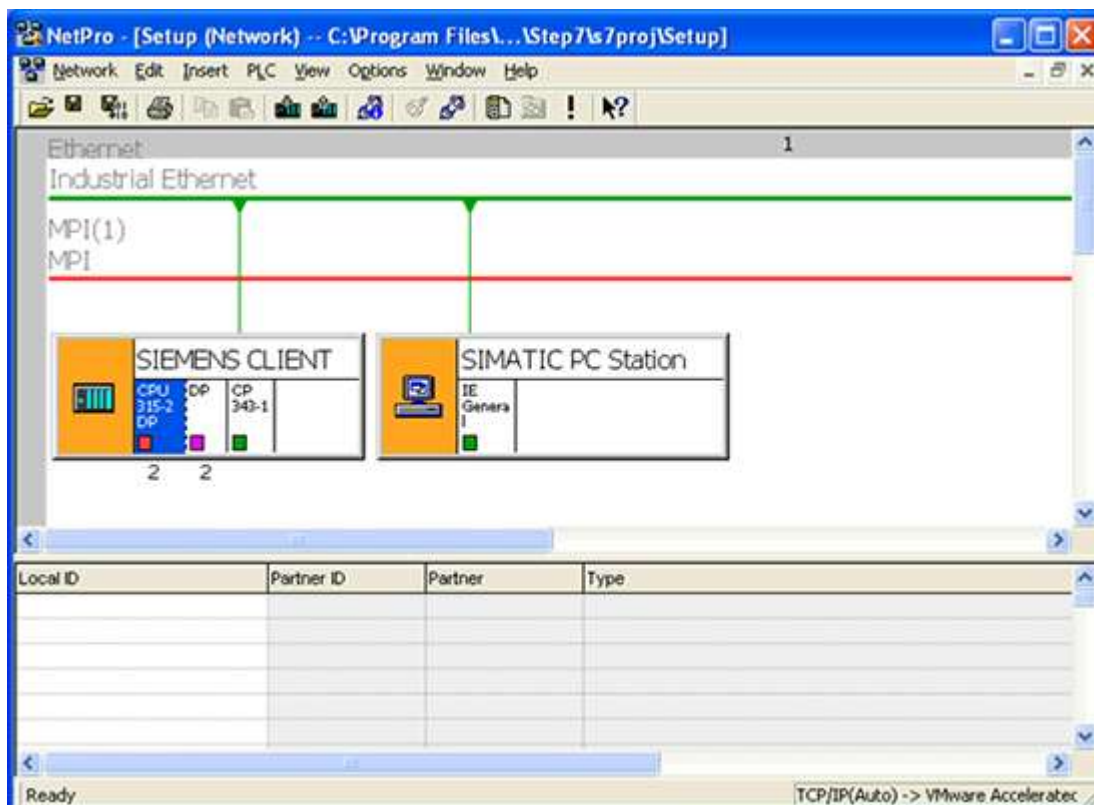 NetPro - [Setup (Network) -- C:\Program Files\...\Step7\s7proj\Setup]
Network Edit Insert PLC View Options Window Help
Ethernet
1
Industrial Ethernet
MPI(1)
MPI
SIEMENS CLIENT
CPU
315-2
DP
DP
CP
343-1
2
2
SIMATIC PC Station
IE
Genera
l
Local ID Partner ID Partner Type
Ready
TCP/IP(Auto) -> VMware Acceleratec